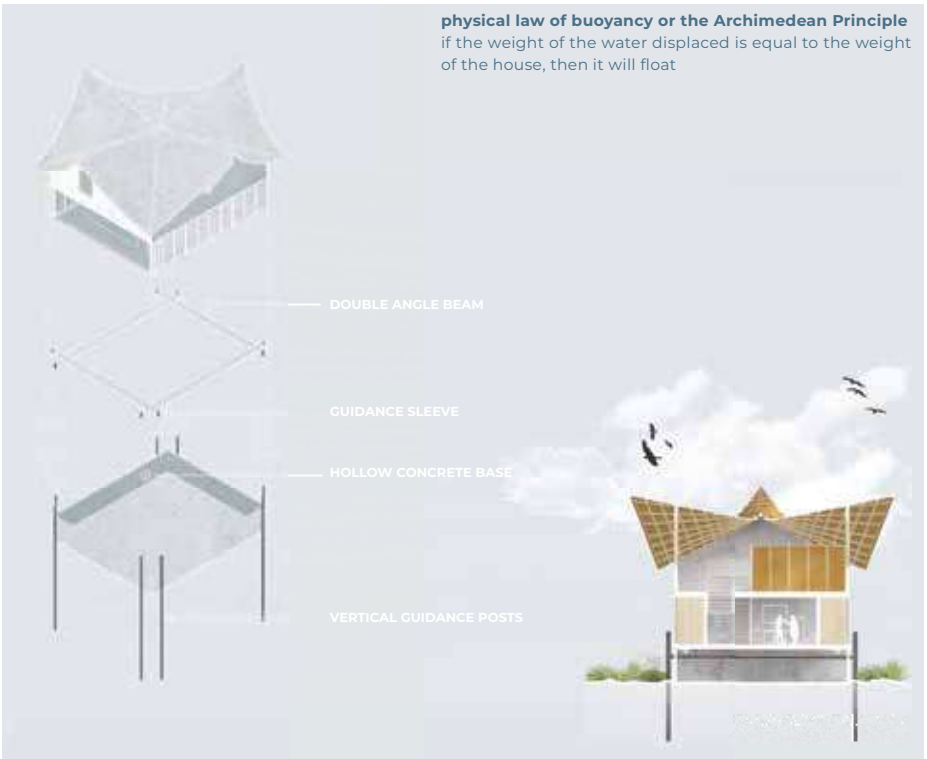 physical law of buoyancy or the Archimedean Principle
if the weight of the water displaced is equal to the weight
of the house, then it will float
DOUBLE ANGLE BEAM
GUIDANCE SLEEVE
HOLLOW CONCRETE BASE
VERTICAL GUIDANCE POSTS